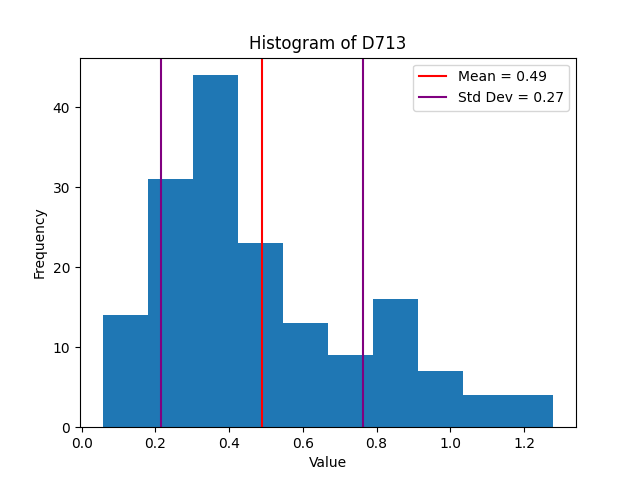 Histogram of D713
Mean = 0.49
Std Dev = 0.27
Frequency
40
30
20
10
0
0.0 0.2 0.4 0.6 0.8 1.0 1.2
Value